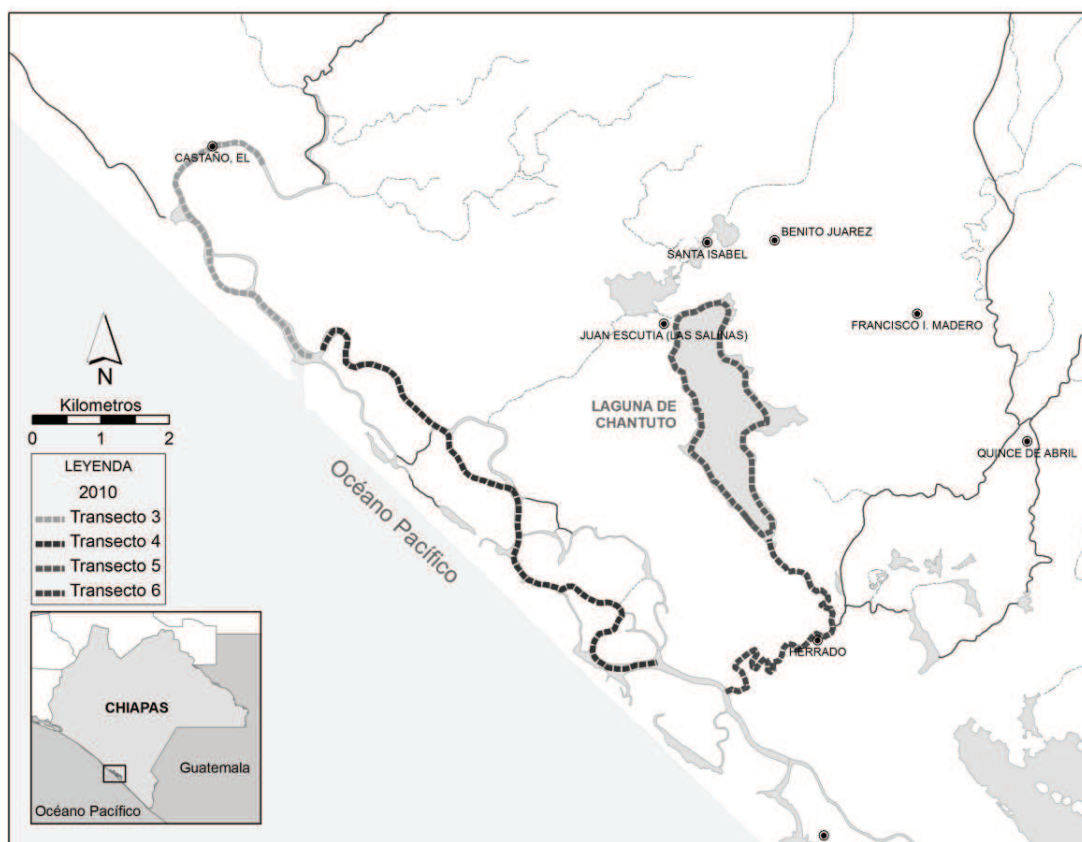 CASTAÑO, EL
BENITO JUAREZ
SANTA ISABEL
FRANCISCO I. MADERO
JUAN ESCUTIA (LAS SALINAS)
LAGUNA DE
CHANTUTO
QUINCE DE ABRIL
HERRADO
Océano Pacífico
N
Kilometros
0 1 2
LEYENDA
2010
Transecto 3
Transecto 4
Transecto 5
Transecto 6
CHIAPAS
Guatemala
Océano Pacífico